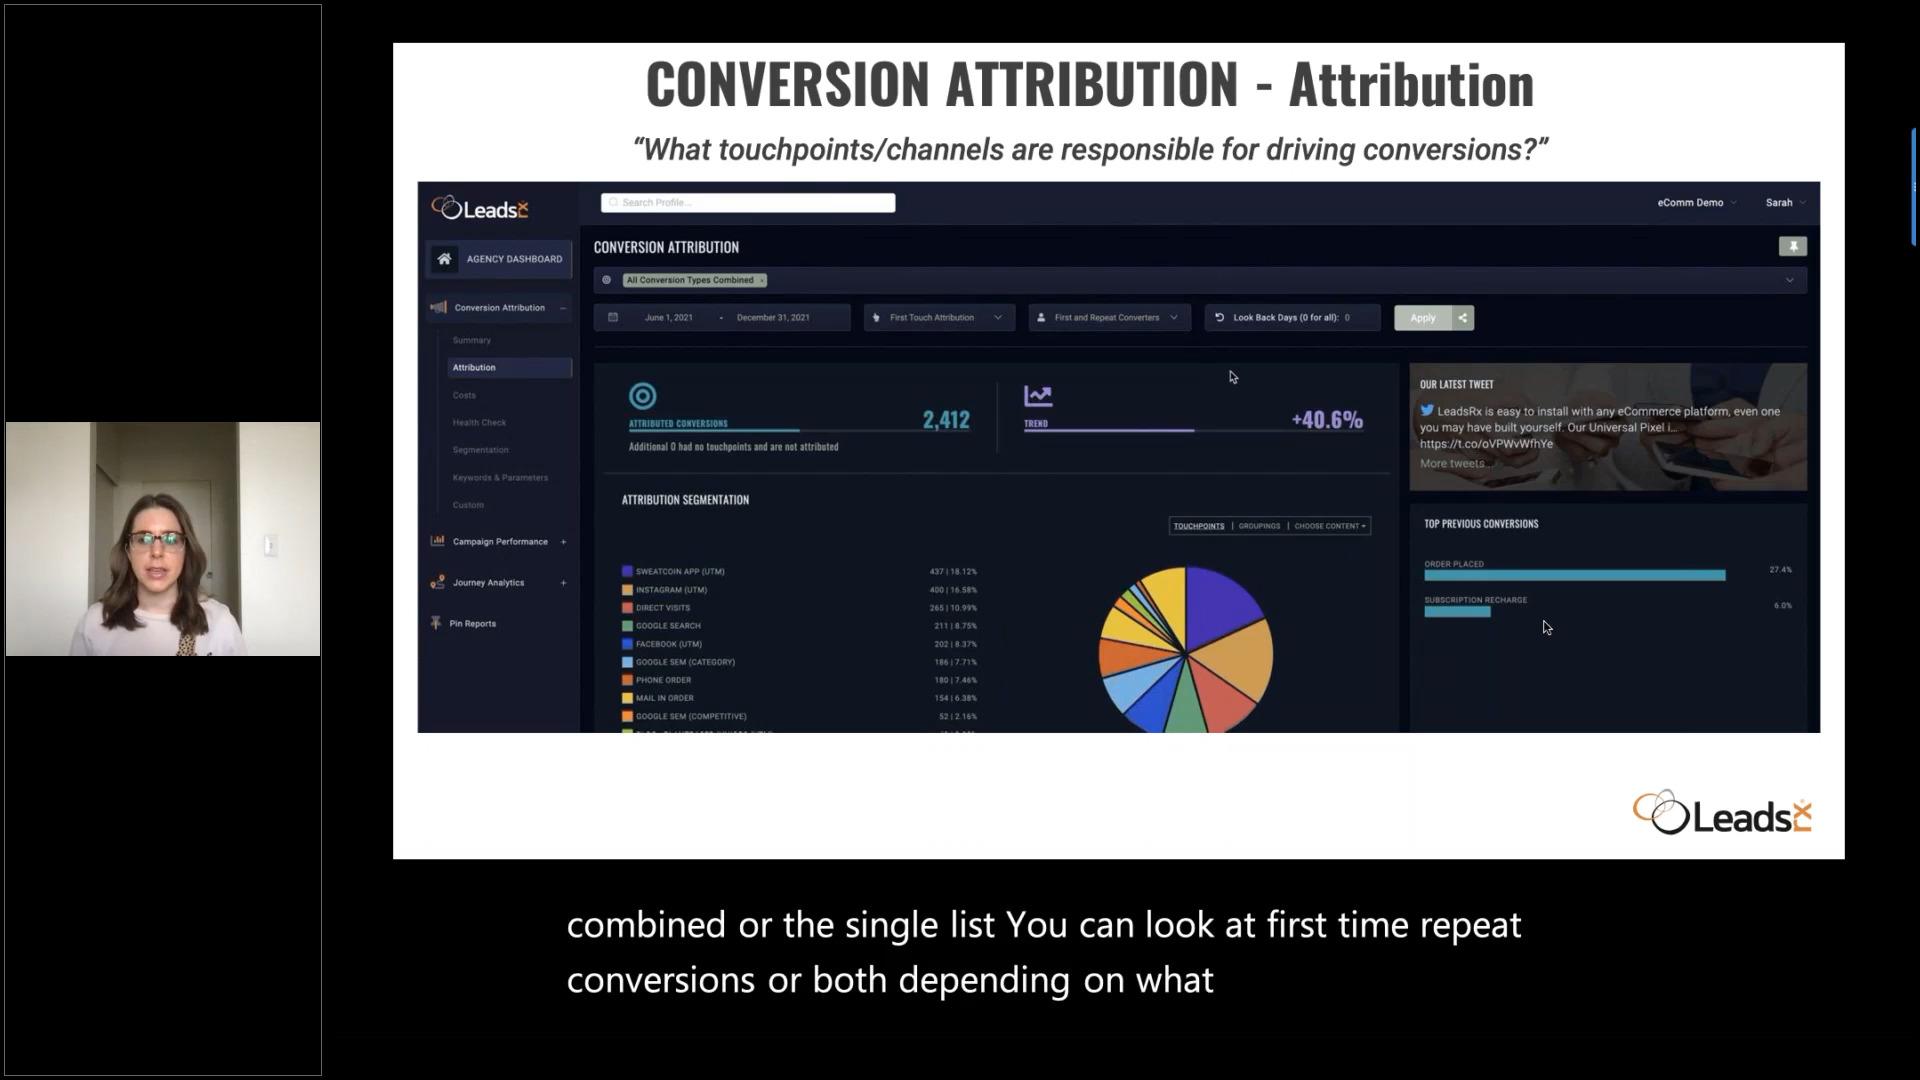 CONVERSION ATTRIBUTION - Attribution
“What touchpoints/channels are responsible for driving conversions?”
LeadsRx
Search Profile...
eComm Demo
Sarah
AGENCY DASHBOARD
Conversion Attribution
Summary
Attribution
Costs
Health Check
Segmentation
Keywords & Parameters
Custom
Campaign Performance
Journey Analytics
Pin Reports
CONVERSION ATTRIBUTION
All Conversion Types Combined
June 1, 2021 - December 31, 2021
First Touch Attribution
First and Repeat Converters
Look Back Days (0 for all): 0
Apply
ATTRIBUTED CONVERSIONS 2,412
Additional 0 had no touchpoints and are not attributed
TREND +40.6%
ATTRIBUTION SEGMENTATION
TOUCHPOINTS | GROUPINGS | CHOOSE CONTENT
SWEATCOIN APP (UTM) 437 | 18.12%
INSTAGRAM (UTM) 400 | 16.58%
DIRECT VISITS 265 | 10.99%
GOOGLE SEARCH 211 | 8.75%
FACEBOOK (UTM) 202 | 8.37%
GOOGLE SEM (CATEGORY) 186 | 7.71%
PHONE ORDER 180 | 7.46%
MAIL IN ORDER 154 | 6.38%
GOOGLE SEM (COMPETITIVE) 52 | 2.16%
OUR LATEST TWEET
LeadsRx is easy to install with any eCommerce platform, even one
you may have built yourself. Our Universal Pixel i...
https://t.co/oVPWvWfhYe
More tweets...
TOP PREVIOUS CONVERSIONS
ORDER PLACED 27.4%
SUBSCRIPTION RECHARGE 6.0%
LeadsRx
combined or the single list You can look at first time repeat
conversions or both depending on what